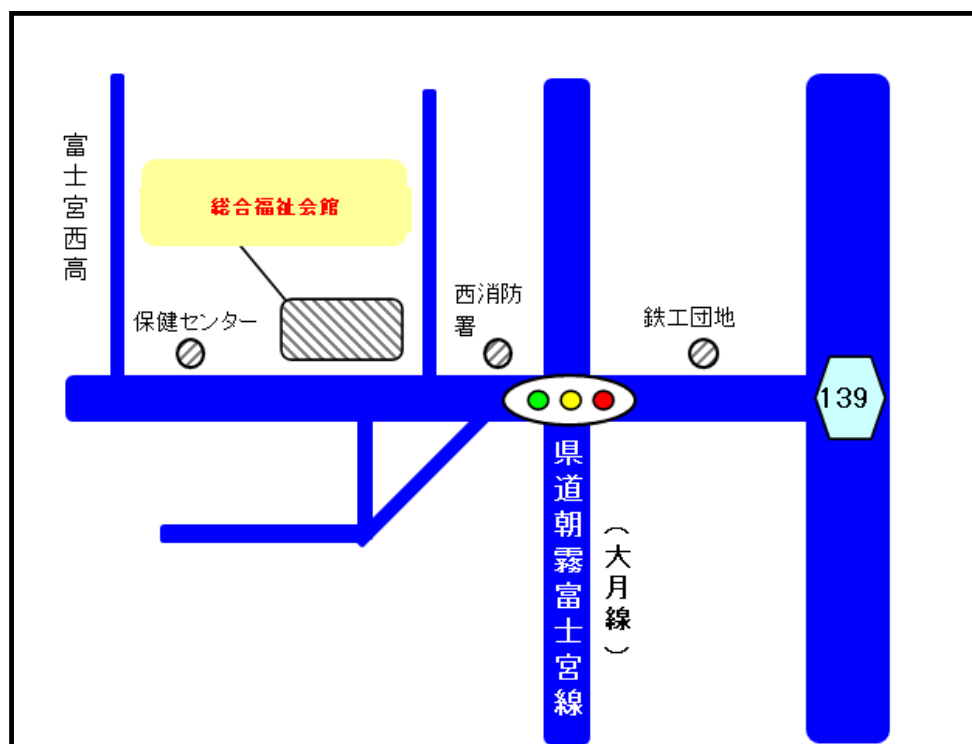 富士宮西高
総合福祉会館
保健センター
西消防
署
鉄工団地
139
県道朝霧富士宮線
（大月線）